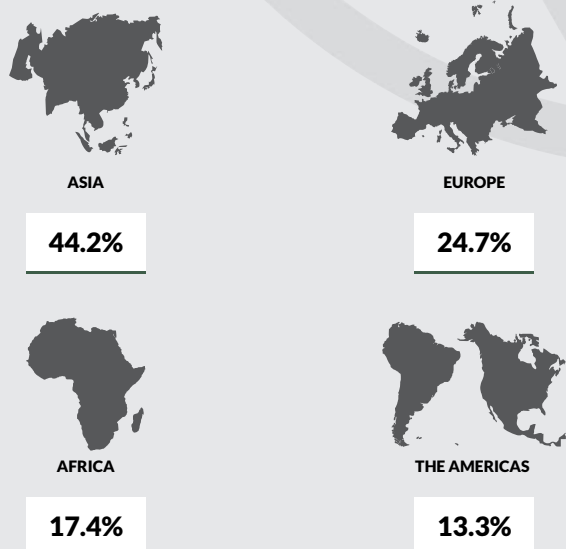 ASIA
44.2%
EUROPE
24.7%
AFRICA
17.4%
THE AMERICAS
13.3%